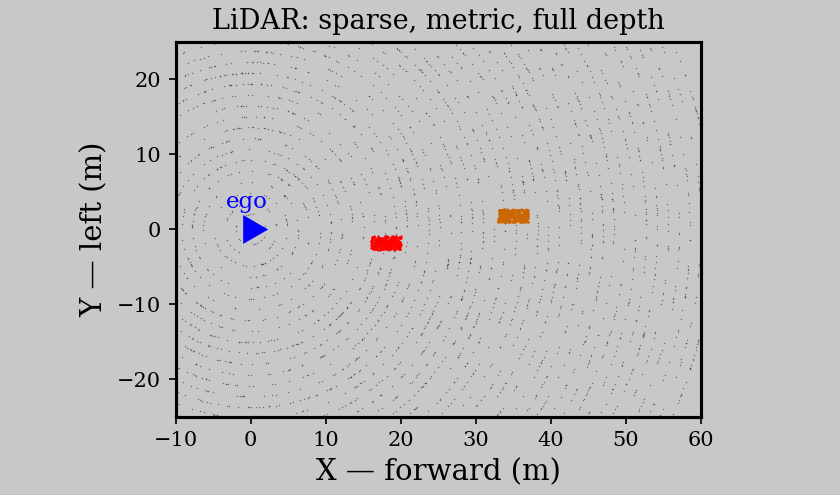 LiDAR: sparse, metric, full depth
Y — left (m)
20
10
0
−10
−20
ego
−10 0 10 20 30 40 50 60
X — forward (m)